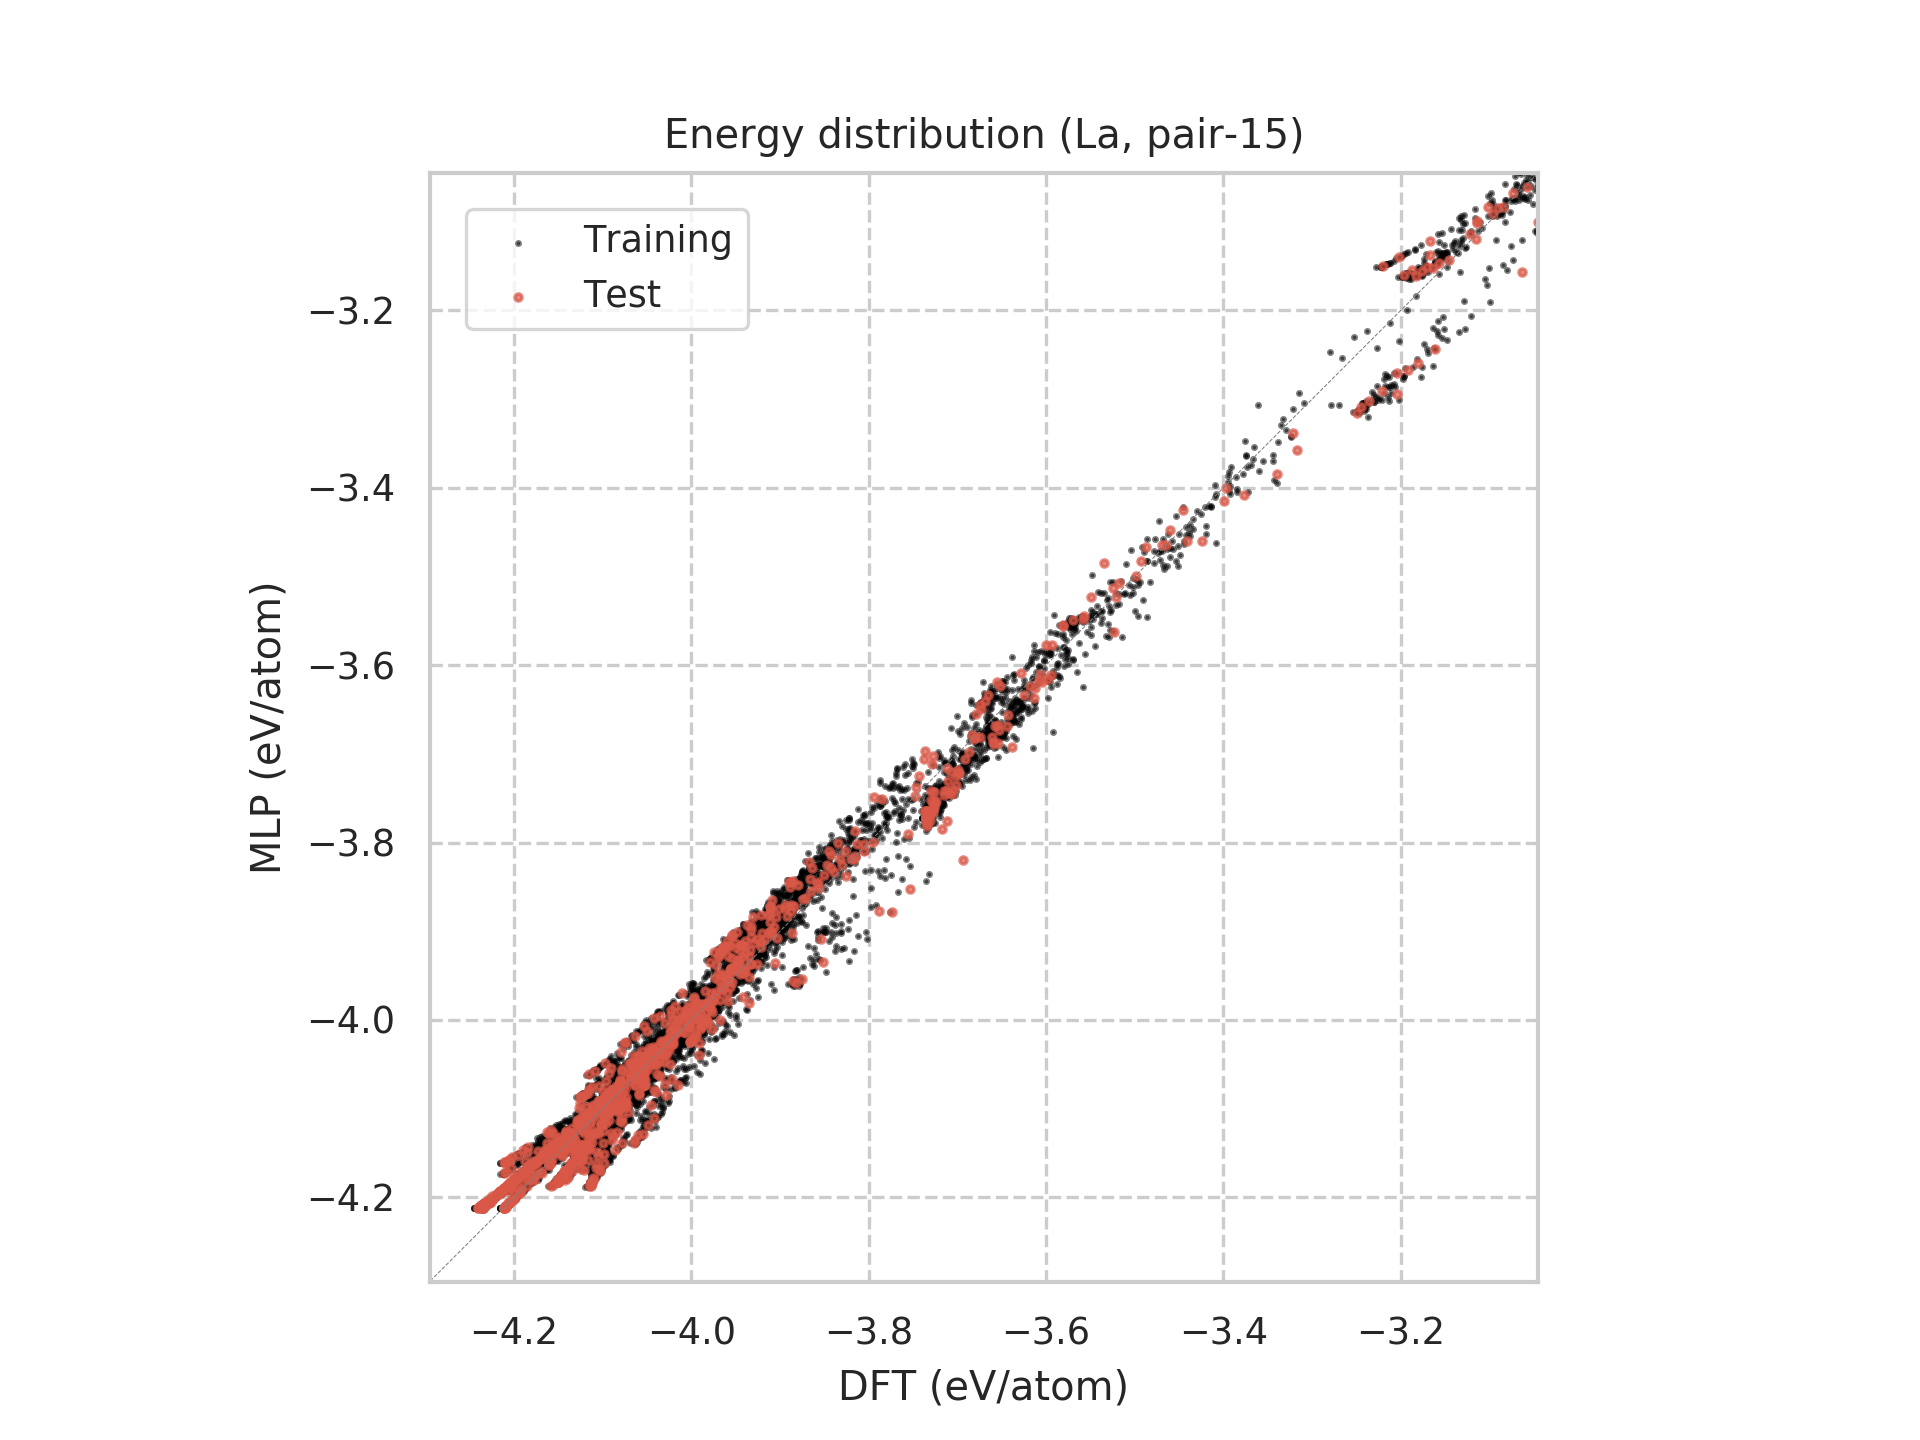 Energy distribution (La, pair-15)
Training
Test
MLP (eV/atom)
−3.2
−3.4
−3.6
−3.8
−4.0
−4.2
−4.2 −4.0 −3.8 −3.6 −3.4 −3.2
DFT (eV/atom)